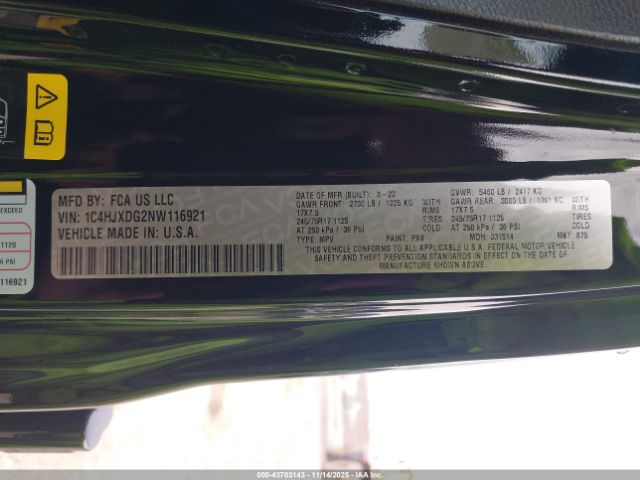 MFD BY: FCA US LLC
VIN: 1C4HJXDG2NW116921
VEHICLE MADE IN: U.S.A.
DATE OF MFR (BUILT): 3-22
GVWR: 5460 LB / 2477 KG
GAWR FRONT: 2700 LB / 1225 KG WITH
GAWR REAR: 3000 LB / KG WITH
17X7.5 RIMS
17X7.5 RIMS
245/75R17 112S TIRES
245/75R17 112S TIRES
AT 250 kPa / 36 PSI COLD
AT 250 kPa / 36 PSI COLD
TYPE: MPV
PAINT: PX8
MDH: 031514
MKT: 875
THIS VEHICLE CONFORMS TO ALL APPLICABLE U.S.A. FEDERAL MOTOR VEHICLE
SAFETY AND THEFT PREVENTION STANDARDS IN EFFECT ON THE DATE OF
MANUFACTURE SHOWN ABOVE.
EXCEED
112S
PSI
116921
000-43703143 | 11/14/2025 | IAA